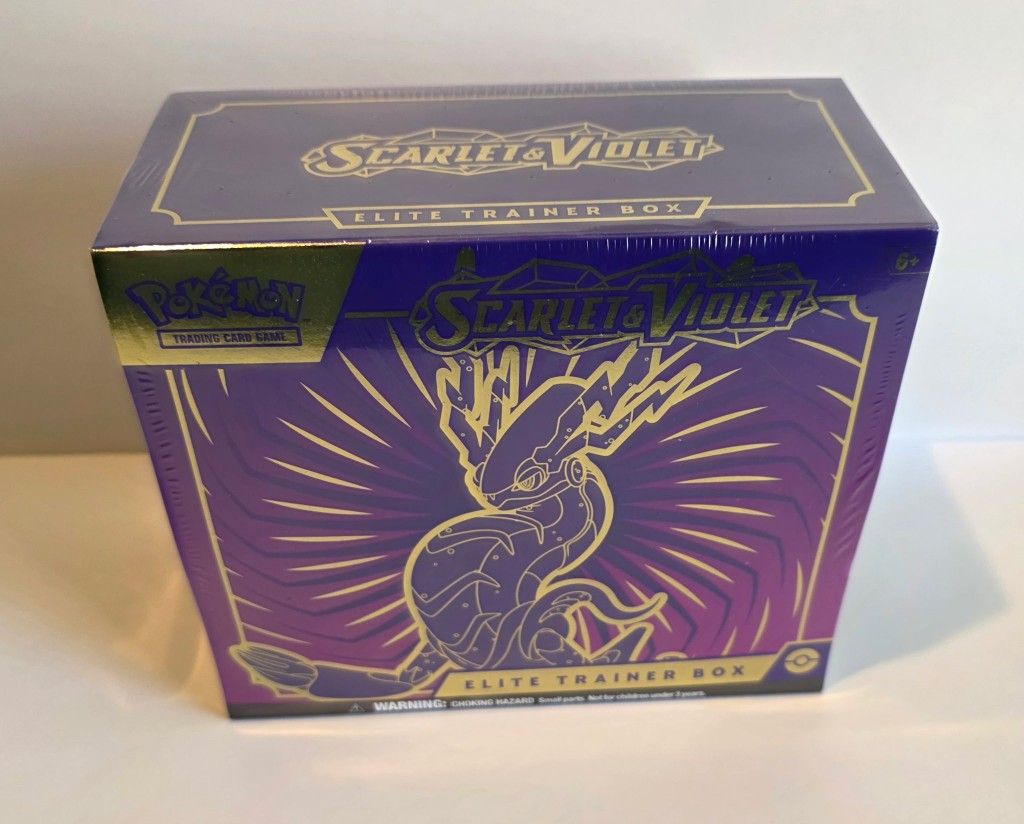 SCARLET & VIOLET
ELITE TRAINER BOX
POKéMON
TRADING CARD GAME
SCARLET & VIOLET
6+
ELITE TRAINER BOX
WARNING: CHOKING HAZARD Small parts. Not for children under 3 years.